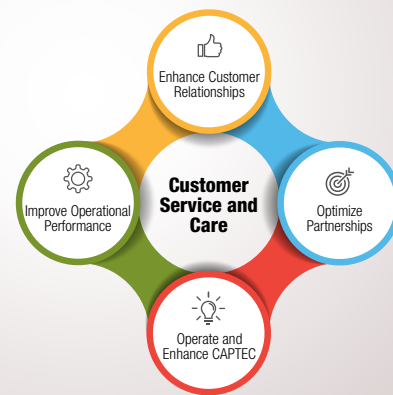 Enhance Customer
Relationships
Improve Operational
Performance
Customer
Service and
Care
Optimize
Partnerships
Operate and
Enhance CAPTEC